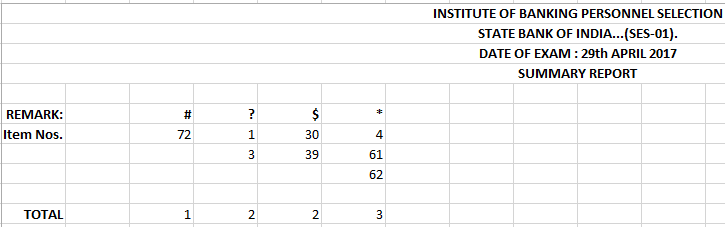 INSTITUTE OF BANKING PERSONNEL SELECTION
STATE BANK OF INDIA...(SES-01).
DATE OF EXAM : 29th APRIL 2017
SUMMARY REPORT
REMARK: # ? $ *
Item Nos. 72 1 30 4
3 39 61
62
TOTAL 1 2 2 3